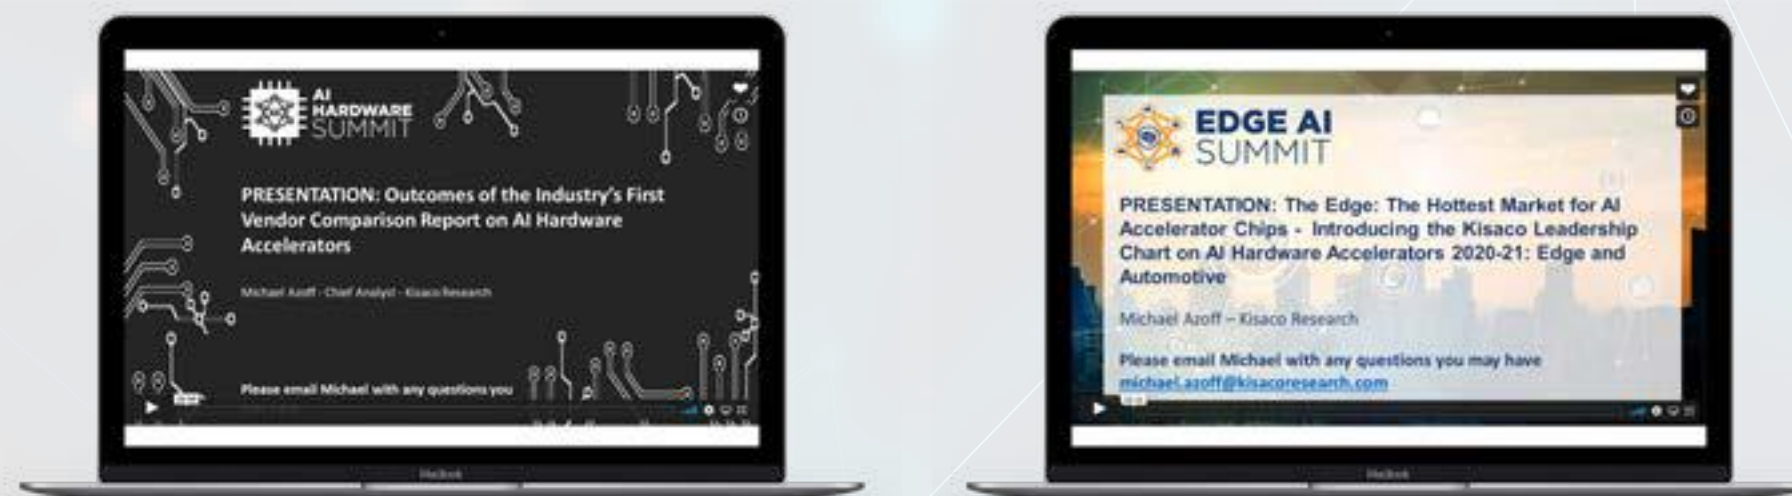 AI
HARDWARE
SUMMIT
PRESENTATION: Outcomes of the Industry's First
Vendor Comparison Report on AI Hardware
Accelerators
Michael Azoff - Chief Analyst - Kisaco Research
Please email Michael with any questions you
MacBook
EDGE AI
SUMMIT
PRESENTATION: The Edge: The Hottest Market for AI
Accelerator Chips - Introducing the Kisaco Leadership
Chart on AI Hardware Accelerators 2020-21: Edge and
Automotive
Michael Azoff – Kisaco Research
Please email Michael with any questions you may have
michael.azoff@kisacoresearch.com
MacBook